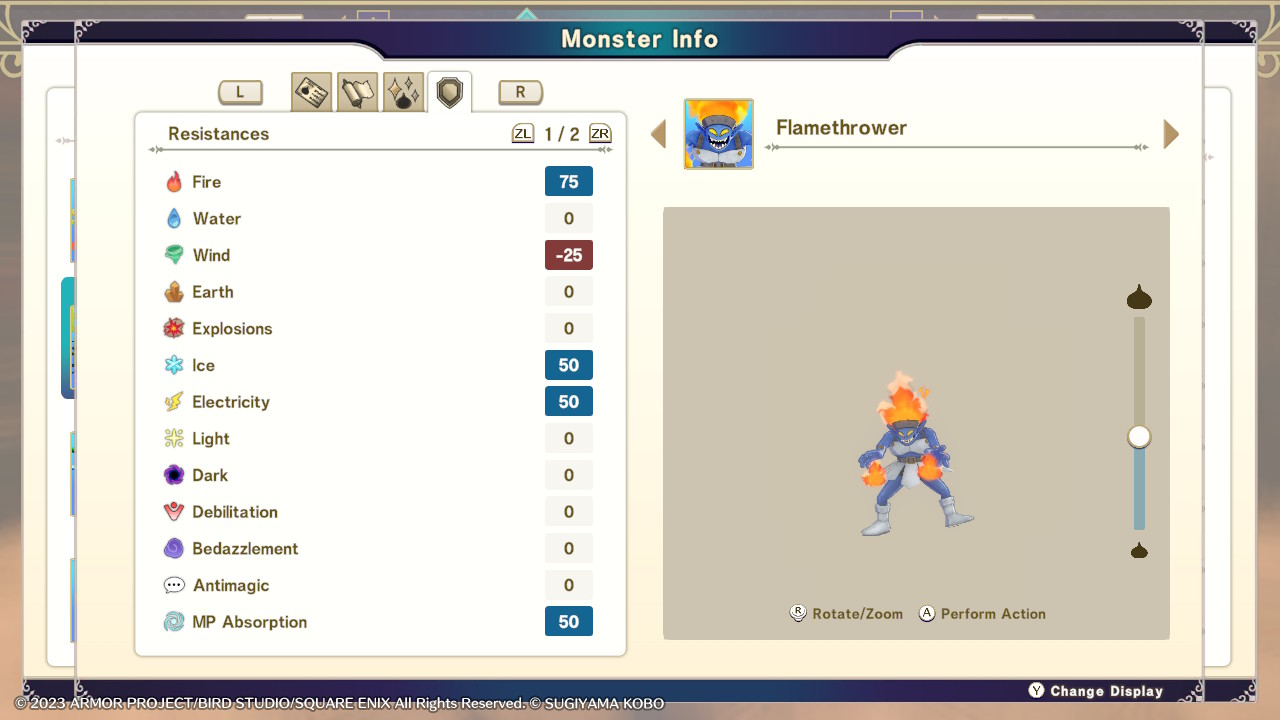 Monster Info
L
R
Resistances
ZL 1 / 2 ZR
Flamethrower
Fire 75
Water 0
Wind -25
Earth 0
Explosions 0
Ice 50
Electricity 50
Light 0
Dark 0
Debilitation 0
Bedazzlement 0
Antimagic 0
MP Absorption 50
R Rotate/Zoom A Perform Action
Y Change Display
© 2023 ARMOR PROJECT/BIRD STUDIO/SQUARE ENIX All Rights Reserved. © SUGIYAMA KOBO